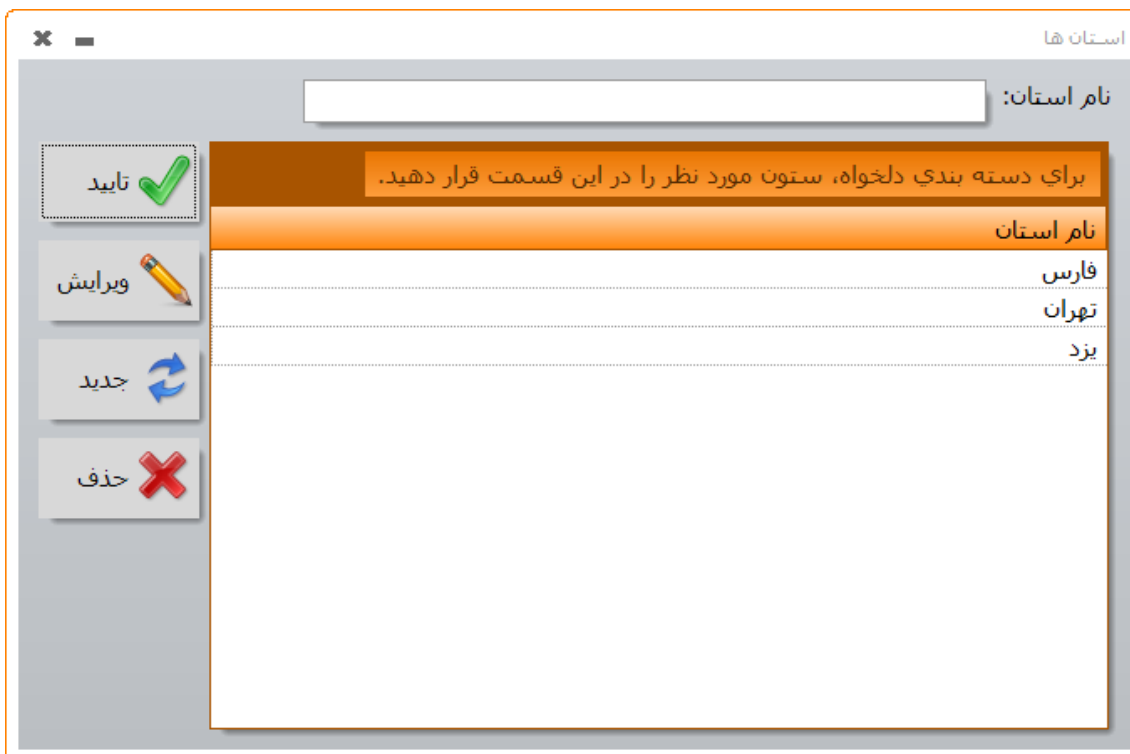 استان ها
نام استان:
براي دسته بندي دلخواه، ستون مورد نظر را در اين قسمت قرار دهيد.
نام استان
فارس
تهران
یزد
تایید
ویرایش
جدید
حذف